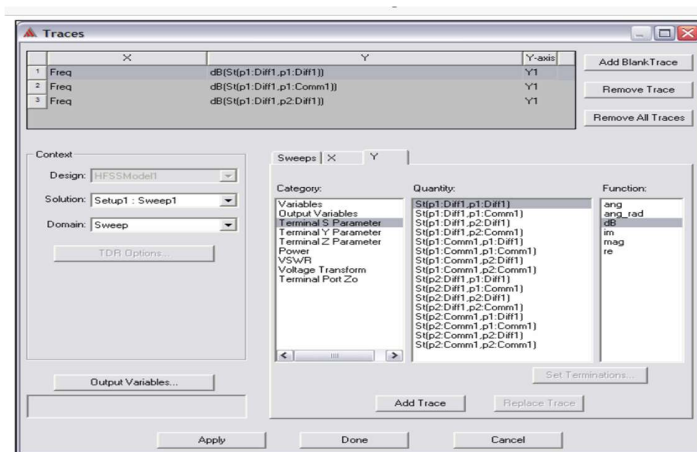 Traces
X Y Y-axis
1 Freq dB(St(p1:Diff1,p1:Diff1)) Y1
2 Freq dB(St(p1:Diff1,p1:Comm1)) Y1
3 Freq dB(St(p1:Diff1,p2:Diff1)) Y1
Add BlankTrace
Remove Trace
Remove All Traces
Context
Design: HFSSModel1
Solution: Setup1 : Sweep1
Domain: Sweep
TDR Options...
Output Variables...
Sweeps X Y
Category:
Variables
Output Variables
Terminal S Parameter
Terminal Y Parameter
Terminal Z Parameter
Power
VSWR
Voltage Transform
Terminal Port Zo
Quantity:
St(p1:Diff1,p1:Diff1)
St(p1:Diff1,p1:Comm1)
St(p1:Diff1,p2:Diff1)
St(p1:Diff1,p2:Comm1)
St(p1:Comm1,p1:Diff1)
St(p1:Comm1,p1:Comm1)
St(p1:Comm1,p2:Diff1)
St(p1:Comm1,p2:Comm1)
St(p2:Diff1,p1:Diff1)
St(p2:Diff1,p1:Comm1)
St(p2:Diff1,p2:Diff1)
St(p2:Diff1,p2:Comm1)
St(p2:Comm1,p1:Diff1)
St(p2:Comm1,p1:Comm1)
St(p2:Comm1,p2:Diff1)
St(p2:Comm1,p2:Comm1)
Function:
ang
ang_rad
dB
im
mag
re
Set Terminations...
Add Trace
Replace Trace
Apply
Done
Cancel